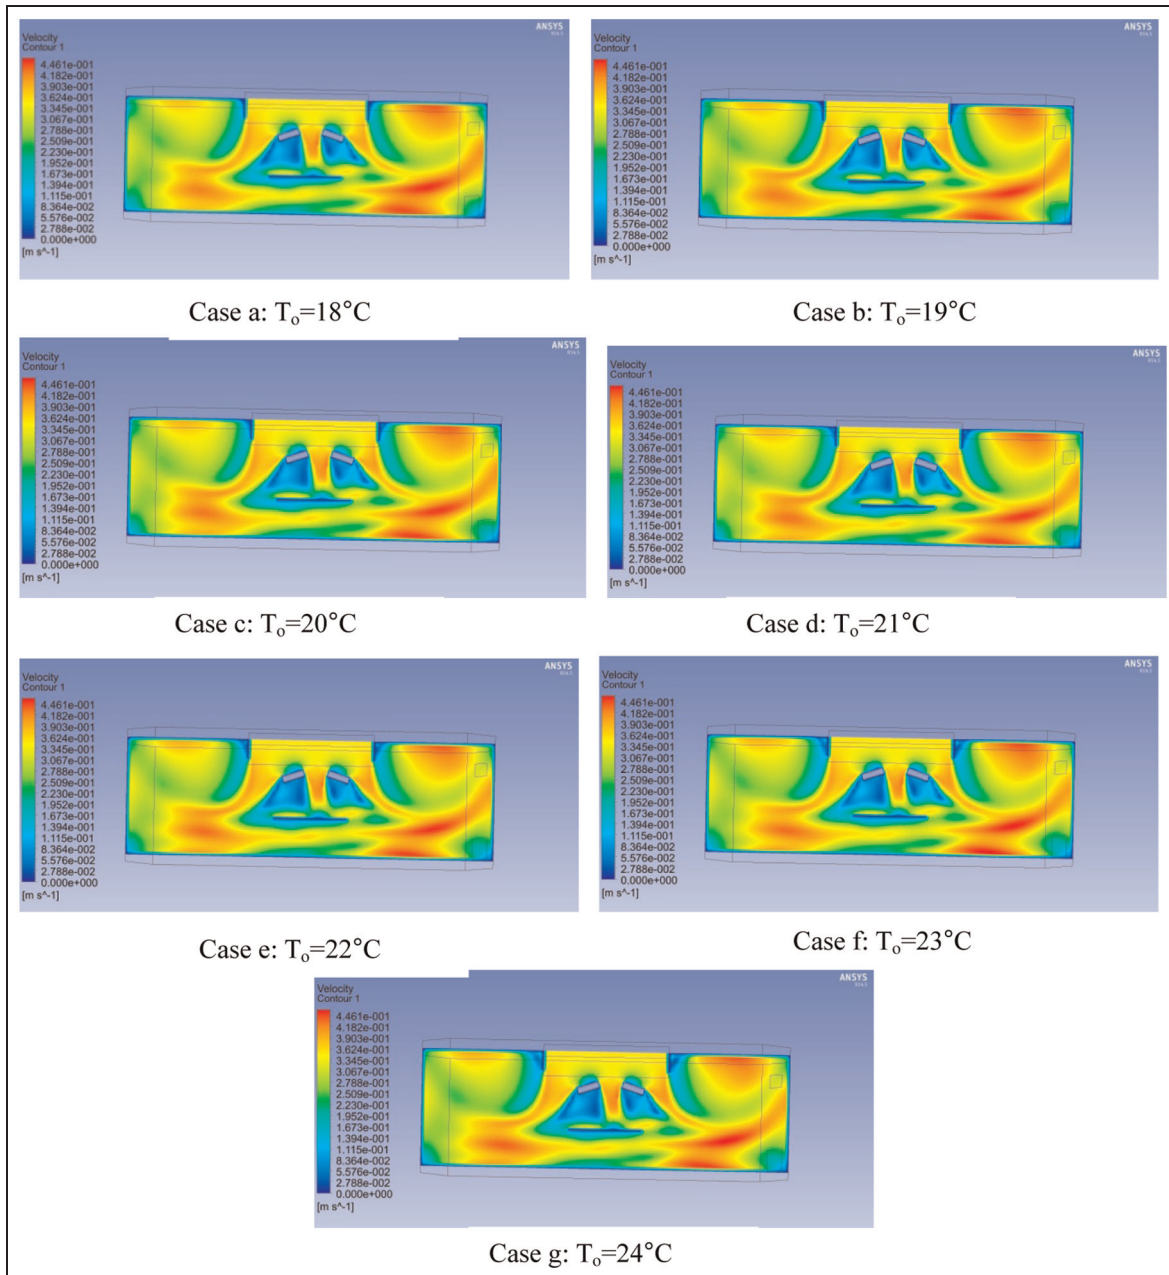 ANSYS
R14.5
Velocity
Contour 1
4.461e-001
4.182e-001
3.903e-001
3.624e-001
3.345e-001
3.067e-001
2.788e-001
2.509e-001
2.230e-001
1.952e-001
1.673e-001
1.394e-001
1.115e-001
8.364e-002
5.576e-002
2.788e-002
0.000e+000
[m s^-1]
Case a: To=18°C
ANSYS
R14.5
Velocity
Contour 1
4.461e-001
4.182e-001
3.903e-001
3.624e-001
3.345e-001
3.067e-001
2.788e-001
2.509e-001
2.230e-001
1.952e-001
1.673e-001
1.394e-001
1.115e-001
8.364e-002
5.576e-002
2.788e-002
0.000e+000
[m s^-1]
Case b: To=19°C
ANSYS
R14.5
Velocity
Contour 1
4.461e-001
4.182e-001
3.903e-001
3.624e-001
3.345e-001
3.067e-001
2.788e-001
2.509e-001
2.230e-001
1.952e-001
1.673e-001
1.394e-001
1.115e-001
8.364e-002
5.576e-002
2.788e-002
0.000e+000
[m s^-1]
Case c: To=20°C
ANSYS
R14.5
Velocity
Contour 1
4.461e-001
4.182e-001
3.903e-001
3.624e-001
3.345e-001
3.067e-001
2.788e-001
2.509e-001
2.230e-001
1.952e-001
1.673e-001
1.394e-001
1.115e-001
8.364e-002
5.576e-002
2.788e-002
0.000e+000
[m s^-1]
Case d: To=21°C
ANSYS
R14.5
Velocity
Contour 1
4.461e-001
4.182e-001
3.903e-001
3.624e-001
3.345e-001
3.067e-001
2.788e-001
2.509e-001
2.230e-001
1.952e-001
1.673e-001
1.394e-001
1.115e-001
8.364e-002
5.576e-002
2.788e-002
0.000e+000
[m s^-1]
Case e: To=22°C
ANSYS
R14.5
Velocity
Contour 1
4.461e-001
4.182e-001
3.903e-001
3.624e-001
3.345e-001
3.067e-001
2.788e-001
2.509e-001
2.230e-001
1.952e-001
1.673e-001
1.394e-001
1.115e-001
8.364e-002
5.576e-002
2.788e-002
0.000e+000
[m s^-1]
Case f: To=23°C
ANSYS
R14.5
Velocity
Contour 1
4.461e-001
4.182e-001
3.903e-001
3.624e-001
3.345e-001
3.067e-001
2.788e-001
2.509e-001
2.230e-001
1.952e-001
1.673e-001
1.394e-001
1.115e-001
8.364e-002
5.576e-002
2.788e-002
0.000e+000
[m s^-1]
Case g: To=24°C